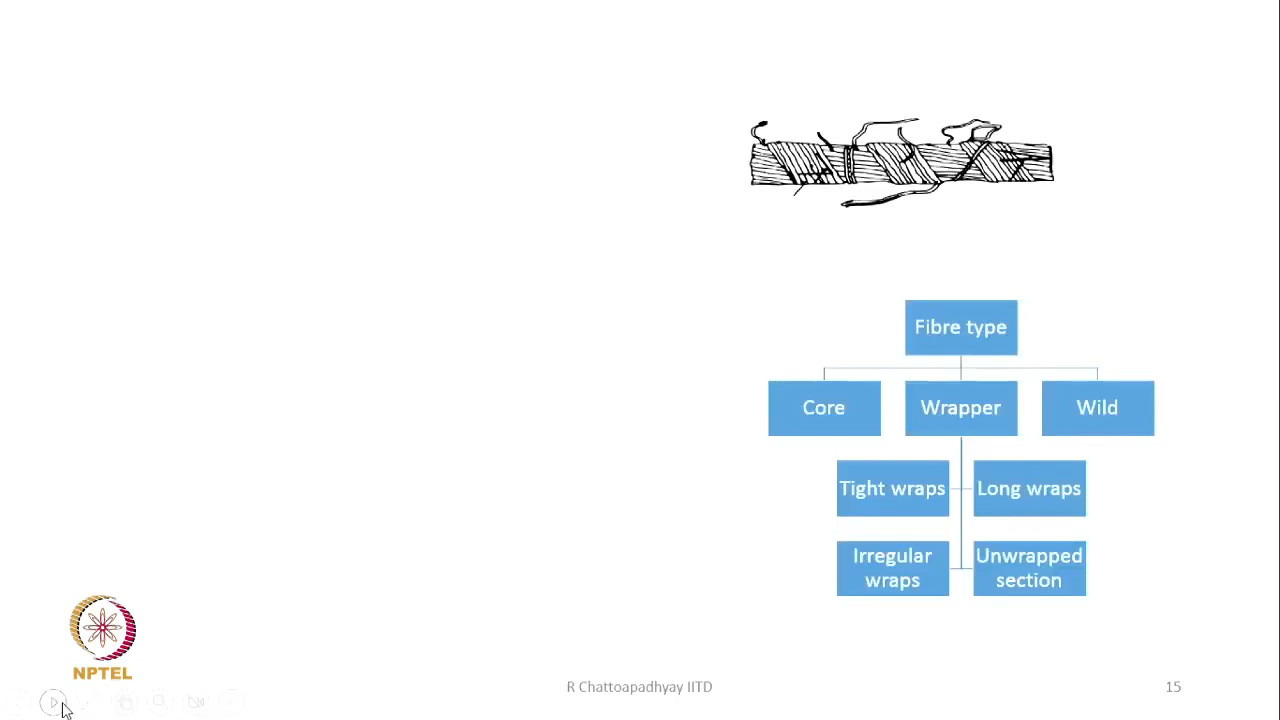 Fibre type
Core
Wrapper
Wild
Tight wraps
Long wraps
Irregular
wraps
Unwrapped
section
NPTEL
R Chattoapadhyay IITD
15